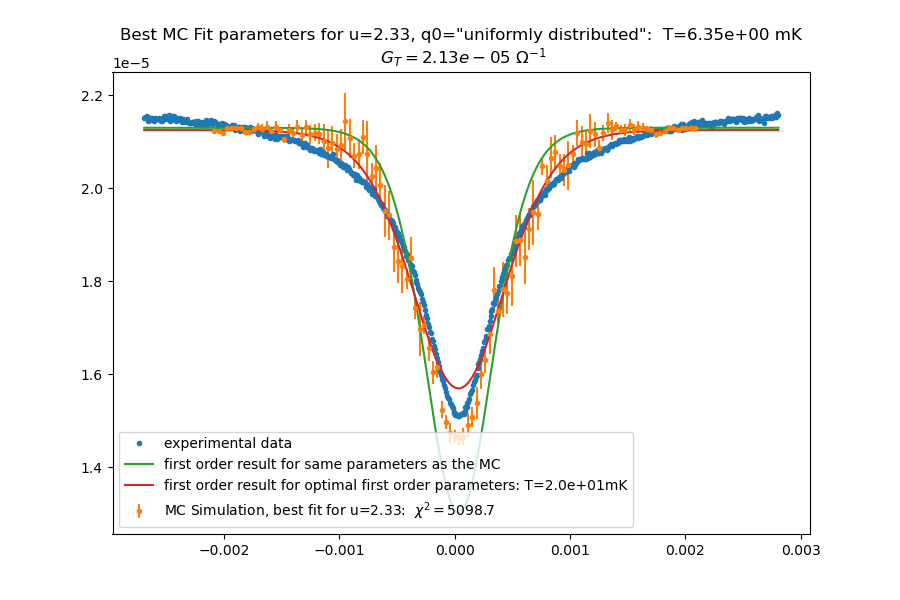 Best MC Fit parameters for u=2.33, q0="uniformly distributed":  T=6.35e+00 mK
G_T = 2.13e − 05 Ω⁻¹
1e−5
2.2
2.0
1.8
1.6
1.4
experimental data
first order result for same parameters as the MC
first order result for optimal first order parameters: T=2.0e+01mK
MC Simulation, best fit for u=2.33:  χ² = 5098.7
−0.002
−0.001
0.000
0.001
0.002
0.003